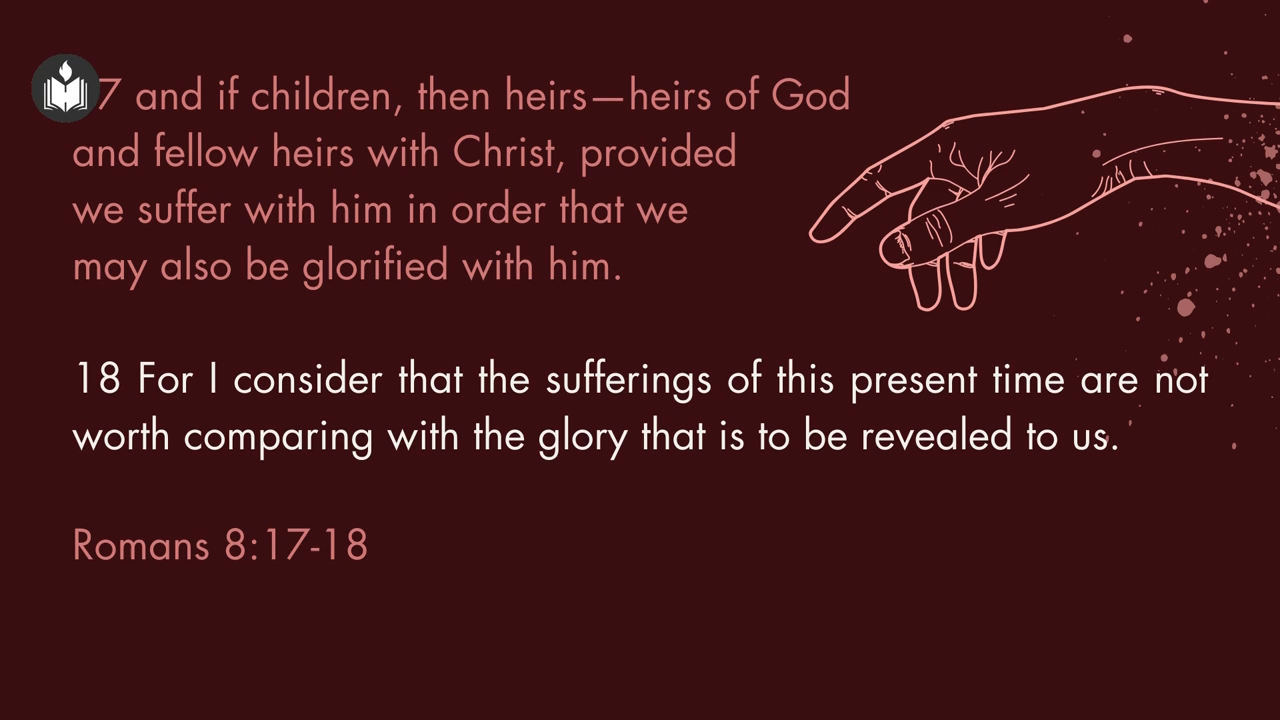 7 and if children, then heirs—heirs of God
and fellow heirs with Christ, provided
we suffer with him in order that we
may also be glorified with him.
18 For I consider that the sufferings of this present time are not
worth comparing with the glory that is to be revealed to us.
Romans 8:17-18